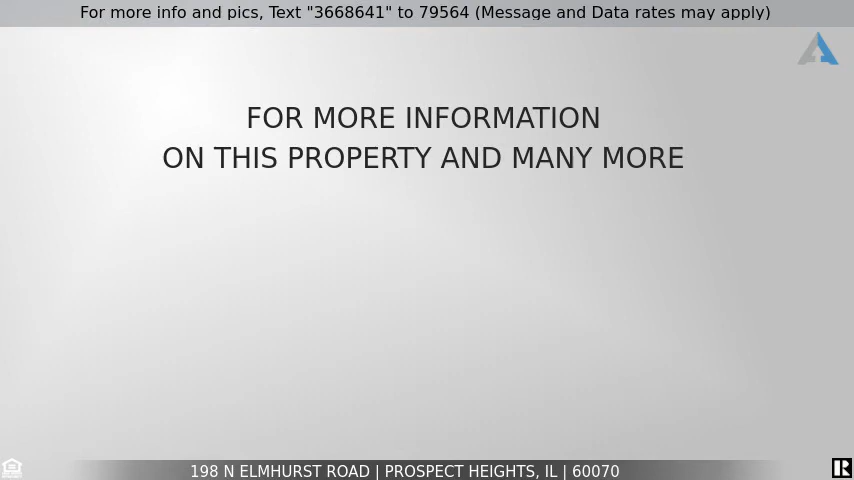 For more info and pics, Text "3668641" to 79564 (Message and Data rates may apply)
FOR MORE INFORMATION
ON THIS PROPERTY AND MANY MORE
198 N ELMHURST ROAD | PROSPECT HEIGHTS, IL | 60070